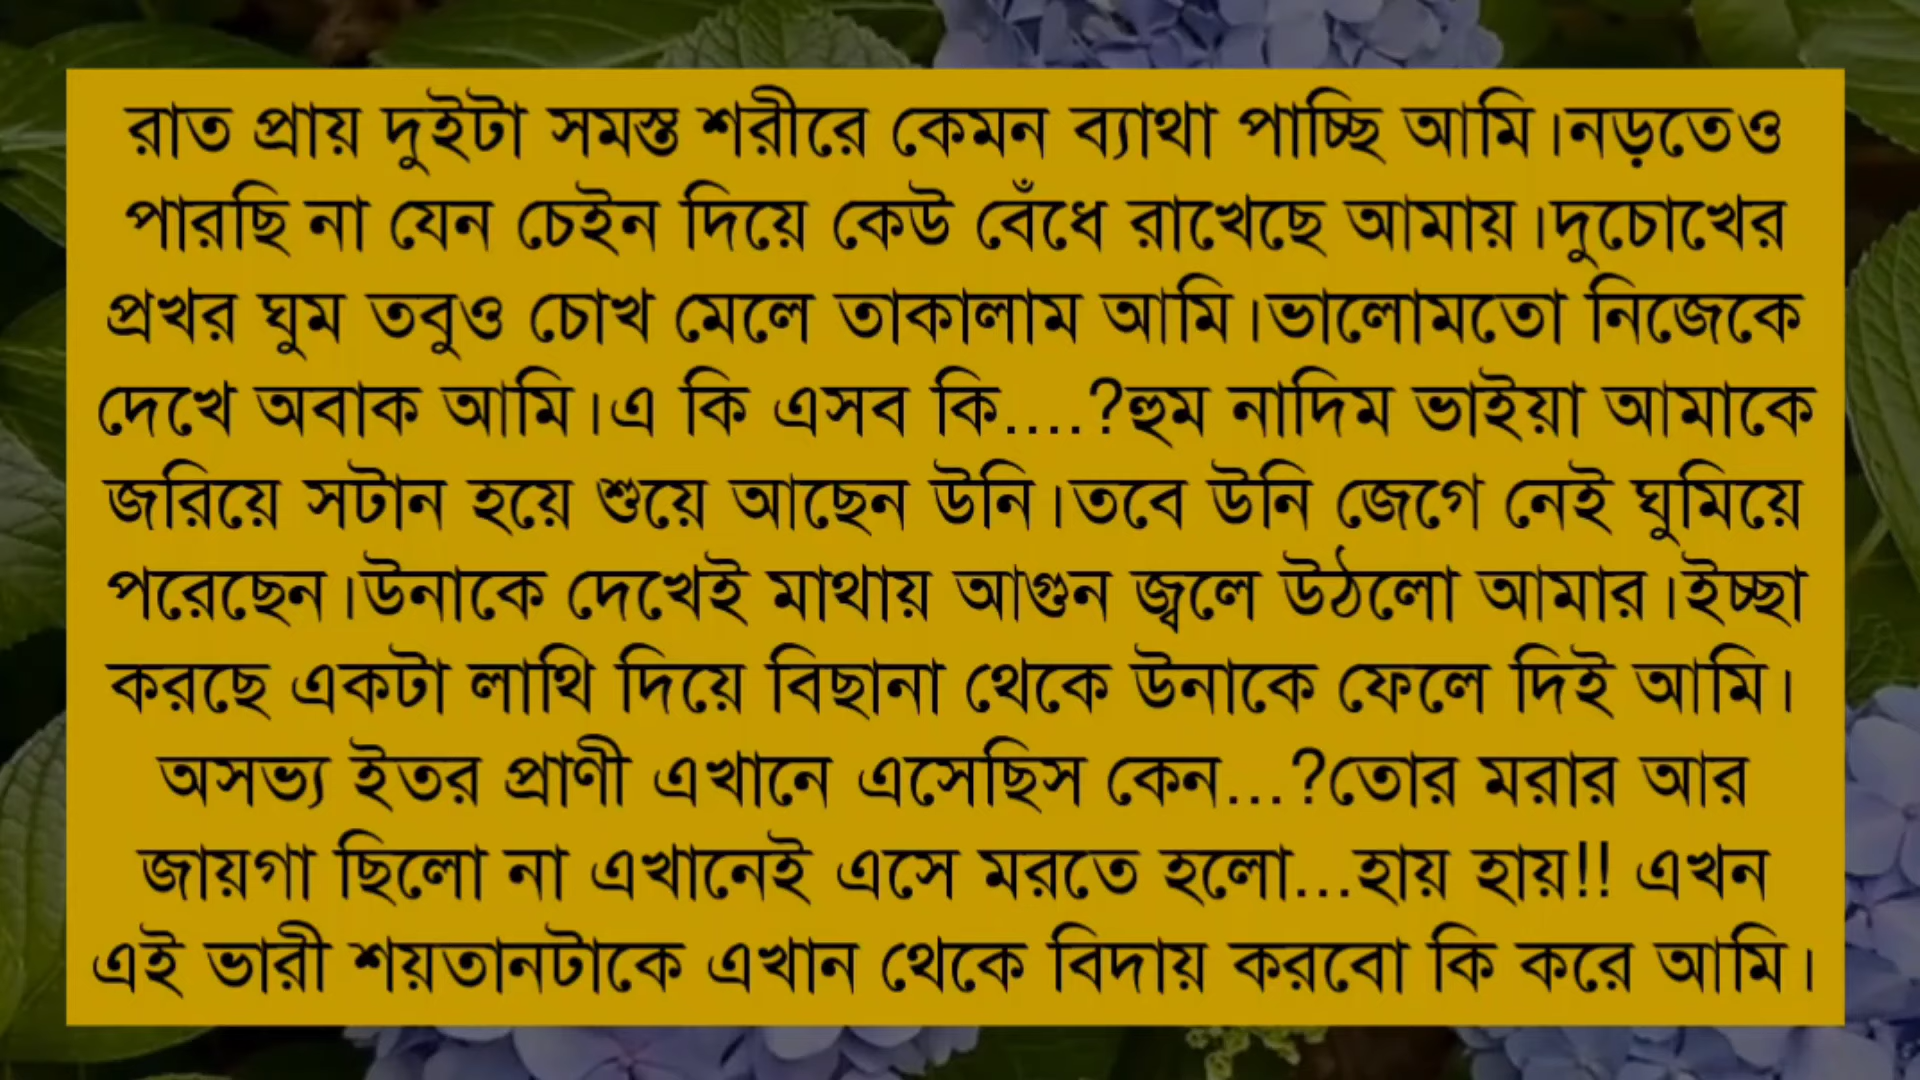 রাত প্রায় দুইটা সমস্ত শরীরে কেমন ব্যাথা পাচ্ছি আমি।নড়তেও
পারছি না যেন চেইন দিয়ে কেউ বেঁধে রাখেছে আমায়।দুচোখের
প্রখর ঘুম তবুও চোখ মেলে তাকালাম আমি।ভালোমতো নিজেকে
দেখে অবাক আমি।এ কি এসব কি....?হুম নাদিম ভাইয়া আমাকে
জরিয়ে সটান হয়ে শুয়ে আছেন উনি।তবে উনি জেগে নেই ঘুমিয়ে
পরেছেন।উনাকে দেখেই মাথায় আগুন জ্বলে উঠলো আমার।ইচ্ছা
করছে একটা লাথি দিয়ে বিছানা থেকে উনাকে ফেলে দিই আমি।
অসভ্য ইতর প্রাণী এখানে এসেছিস কেন...?তোর মরার আর
জায়গা ছিলো না এখানেই এসে মরতে হলো...হায় হায়!! এখন
এই ভারী শয়তানটাকে এখান থেকে বিদায় করবো কি করে আমি।